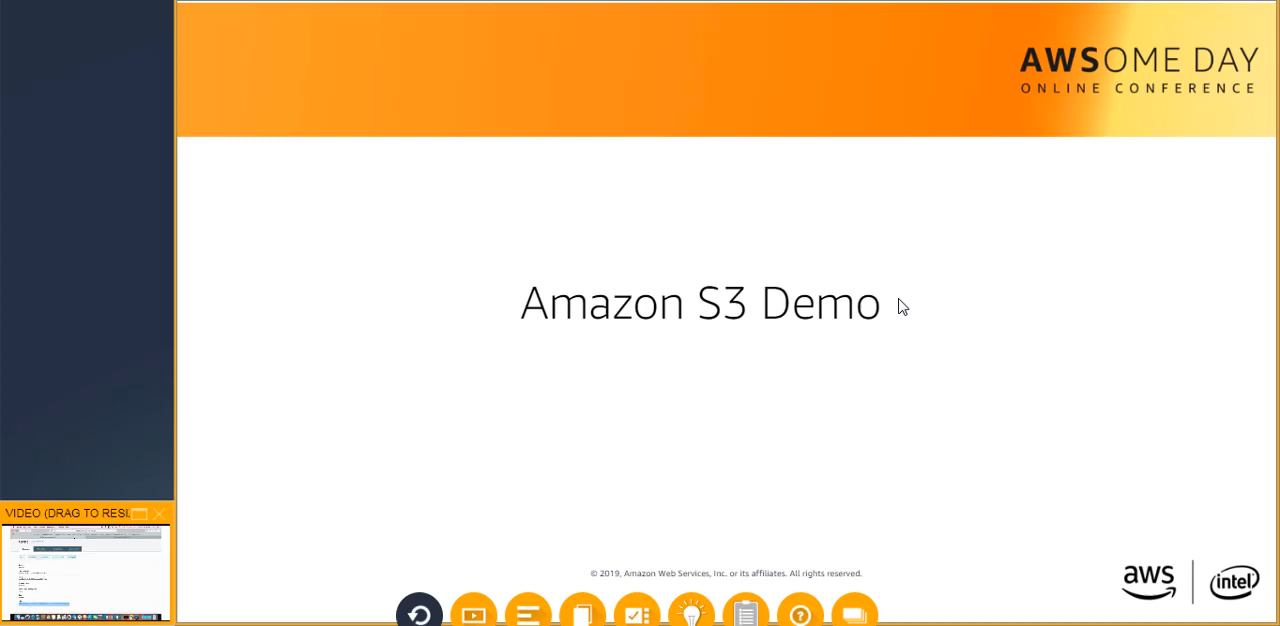 AWSOME DAY
ONLINE CONFERENCE
Amazon S3 Demo
VIDEO (DRAG TO RESI
© 2019, Amazon Web Services, Inc. or its affiliates. All rights reserved.
aws
intel